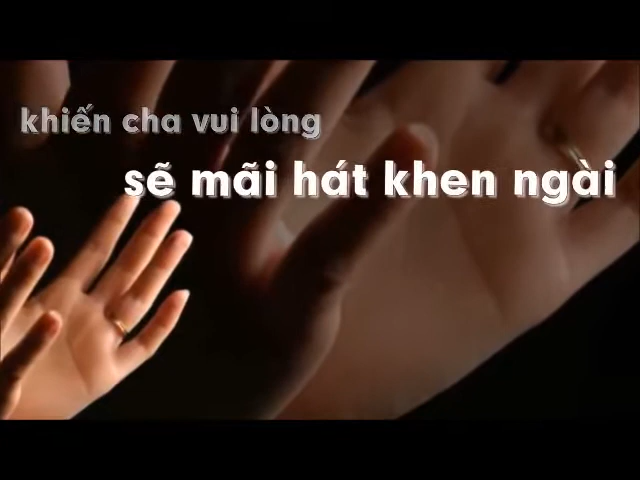 khiến cha vui lòng
sẽ mãi hát khen ngài